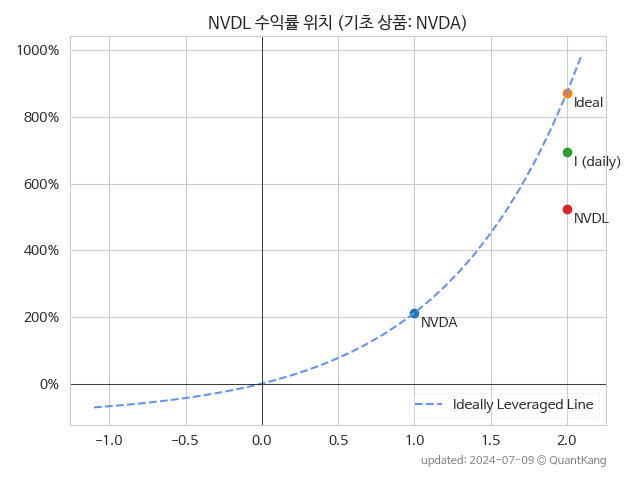 NVDL 수익률 위치 (기초 상품: NVDA)
1000%
800%
600%
400%
200%
0%
Ideal
I (daily)
NVDL
NVDA
Ideally Leveraged Line
-1.0 -0.5 0.0 0.5 1.0 1.5 2.0
updated: 2024-07-09 © QuantKang